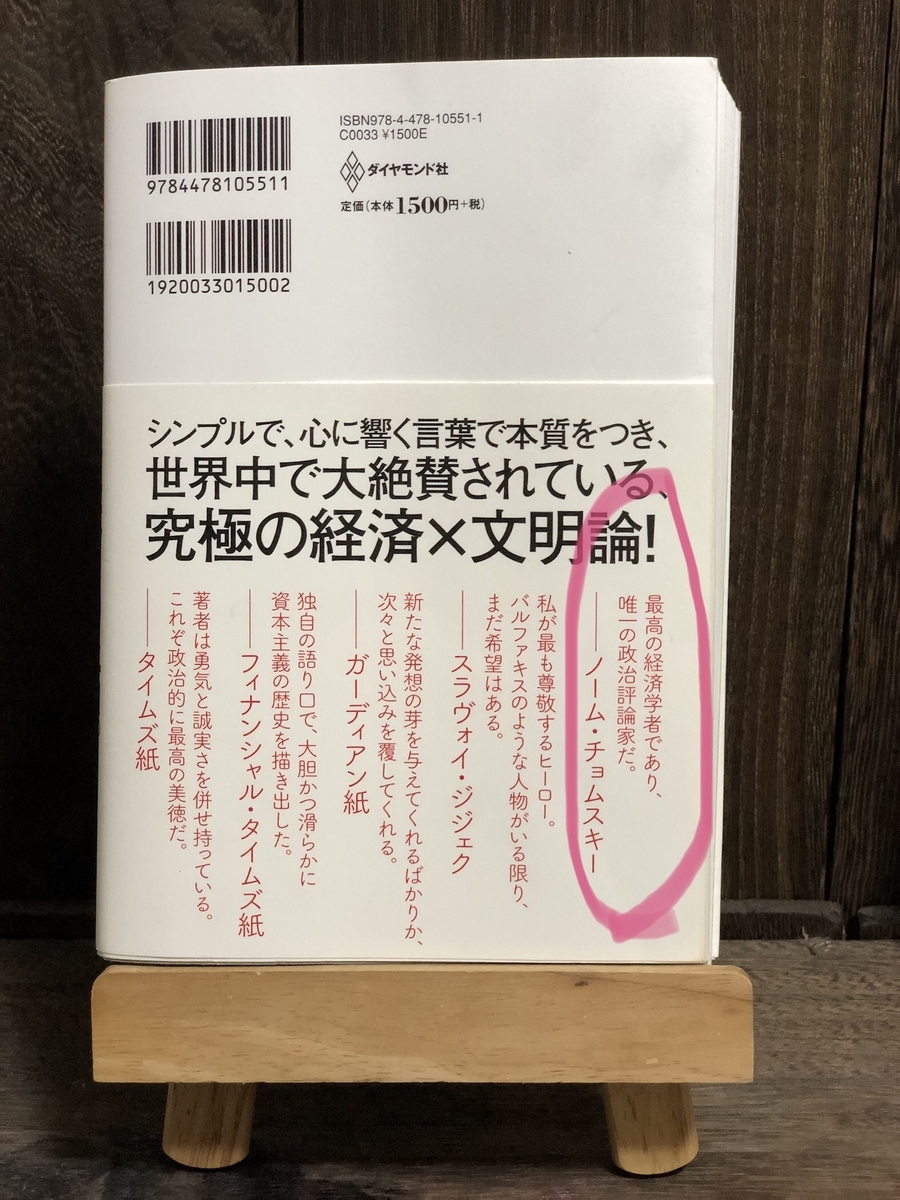 9784478105511
1920033015002
ISBN978-4-478-10551-1
C0033 ¥1500E
ダイヤモンド社
定価(本体1500円+税)
シンプルで、心に響く言葉で本質をつき、
世界中で大絶賛されている、
究極の経済×文明論!
最高の経済学者であり、
唯一の政治評論家だ。
――ノーム・チョムスキー
私が最も尊敬するヒーロー。
バルファキスのような人物がいる限り、
まだ希望はある。
――スラヴォイ・ジジェク
新たな発想の芽を与えてくれるばかりか、
次々と思い込みを覆してくれる。
――ガーディアン紙
独自の語り口で、大胆かつ滑らかに
資本主義の歴史を描き出した。
――フィナンシャル・タイムズ紙
著者は勇気と誠実さを併せ持っている。
これぞ政治的に最高の美徳だ。
――タイムズ紙